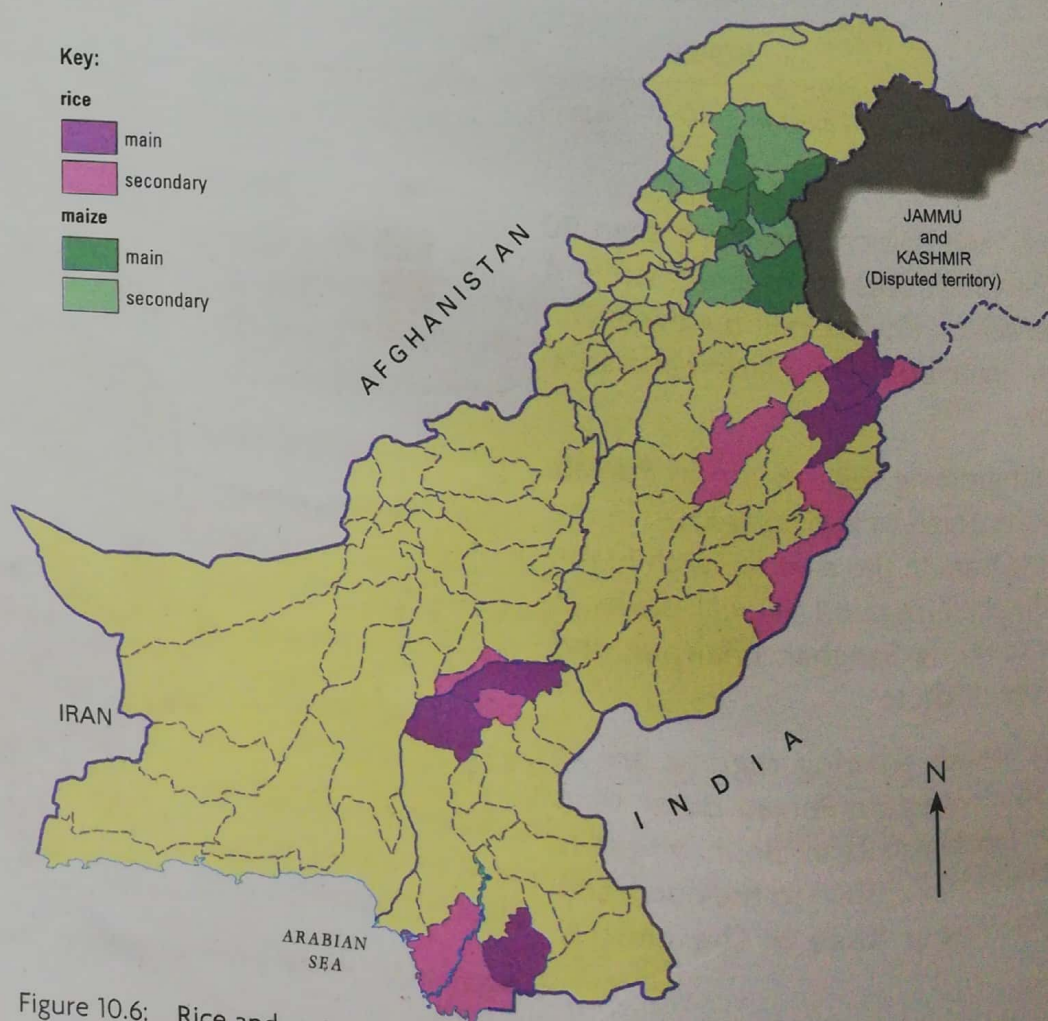 Key:
rice
main
secondary
maize
main
secondary
AFGHANISTAN
JAMMU
and
KASHMIR
(Disputed territory)
IRAN
INDIA
N
ARABIAN
SEA
Figure 10.6: Rice and